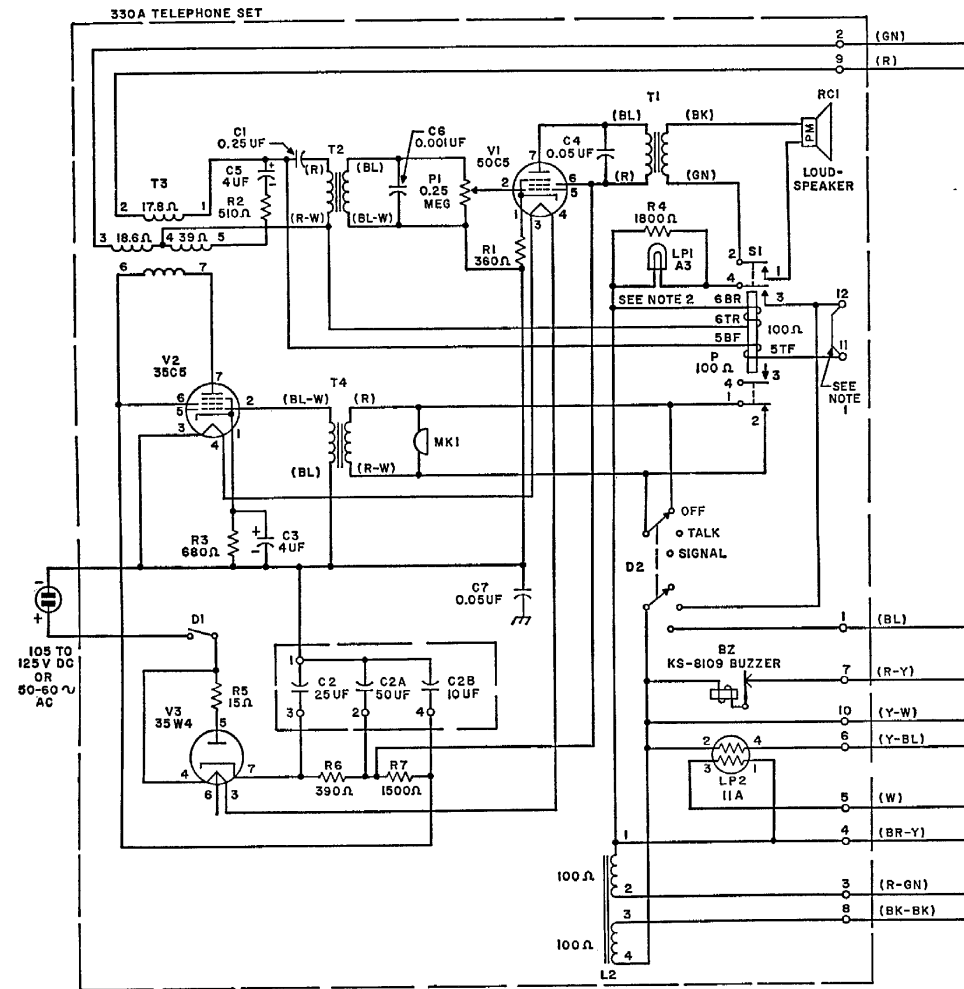 330A TELEPHONE SET
2 (GN)
9 (R)
T1
RC1
(BL)
(BK)
PM
LOUD-
SPEAKER
C1
0.25UF
T2
C6
0.001UF
V1
50C5
C4
0.05UF
7
(R)
(BL)
T3
C5
4UF
+
-
P1
0.25
MEG
2
6
5
(R)
(GN)
2
17.8Ω
1
R2
510Ω
(R-W)
(BL-W)
1
3
4
R4
1800Ω
3
18.6Ω
4
39Ω
5
R1
360Ω
LP1
A3
2
S1
1
4
3
SEE NOTE 2
6BR
6TR
100Ω
12
5BF
5TF
11
P
100Ω
SEE
NOTE
1
6
7
V2
35C5
7
6
5
2
3
4
1
T4
(BL-W)
(R)
(BL)
(R-W)
MK1
4
3
1
2
OFF
TALK
SIGNAL
D2
R3
680Ω
+
-
C3
4UF
C7
0.05UF
-
+
D1
105 TO
125V DC
OR
50-60 ~
AC
1 (BL)
BZ
KS-8109 BUZZER
7 (R-Y)
10 (Y-W)
6 (Y-BL)
R5
15Ω
1
C2
25UF
C2A
50UF
C2B
10UF
3
2
4
V3
35W4
5
4
6
3
7
R6
390Ω
R7
1500Ω
2
4
3
1
LP2
11A
5 (W)
4 (BR-Y)
1
100Ω
2
3 (R-GN)
3
8 (BK-BK)
100Ω
4
L2